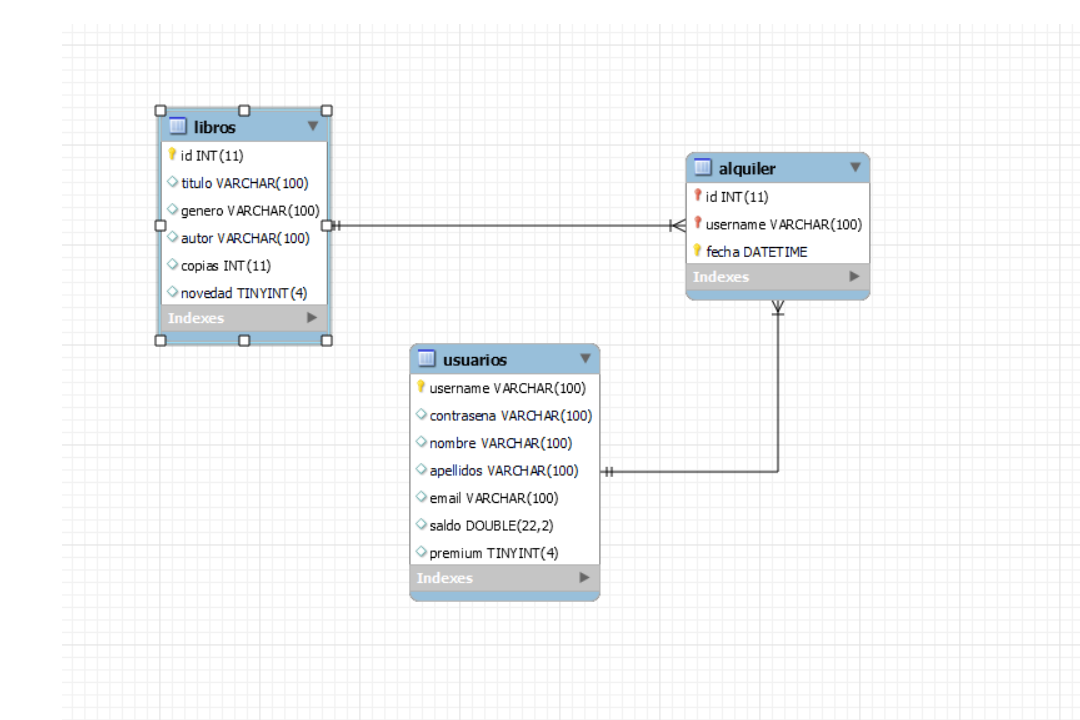 libros
id INT(11)
titulo VARCHAR(100)
genero VARCHAR(100)
autor VARCHAR(100)
copias INT(11)
novedad TINYINT(4)
Indexes
alquiler
id INT(11)
username VARCHAR(100)
fecha DATETIME
Indexes
usuarios
username VARCHAR(100)
contrasena VARCHAR(100)
nombre VARCHAR(100)
apellidos VARCHAR(100)
email VARCHAR(100)
saldo DOUBLE(22,2)
premium TINYINT(4)
Indexes